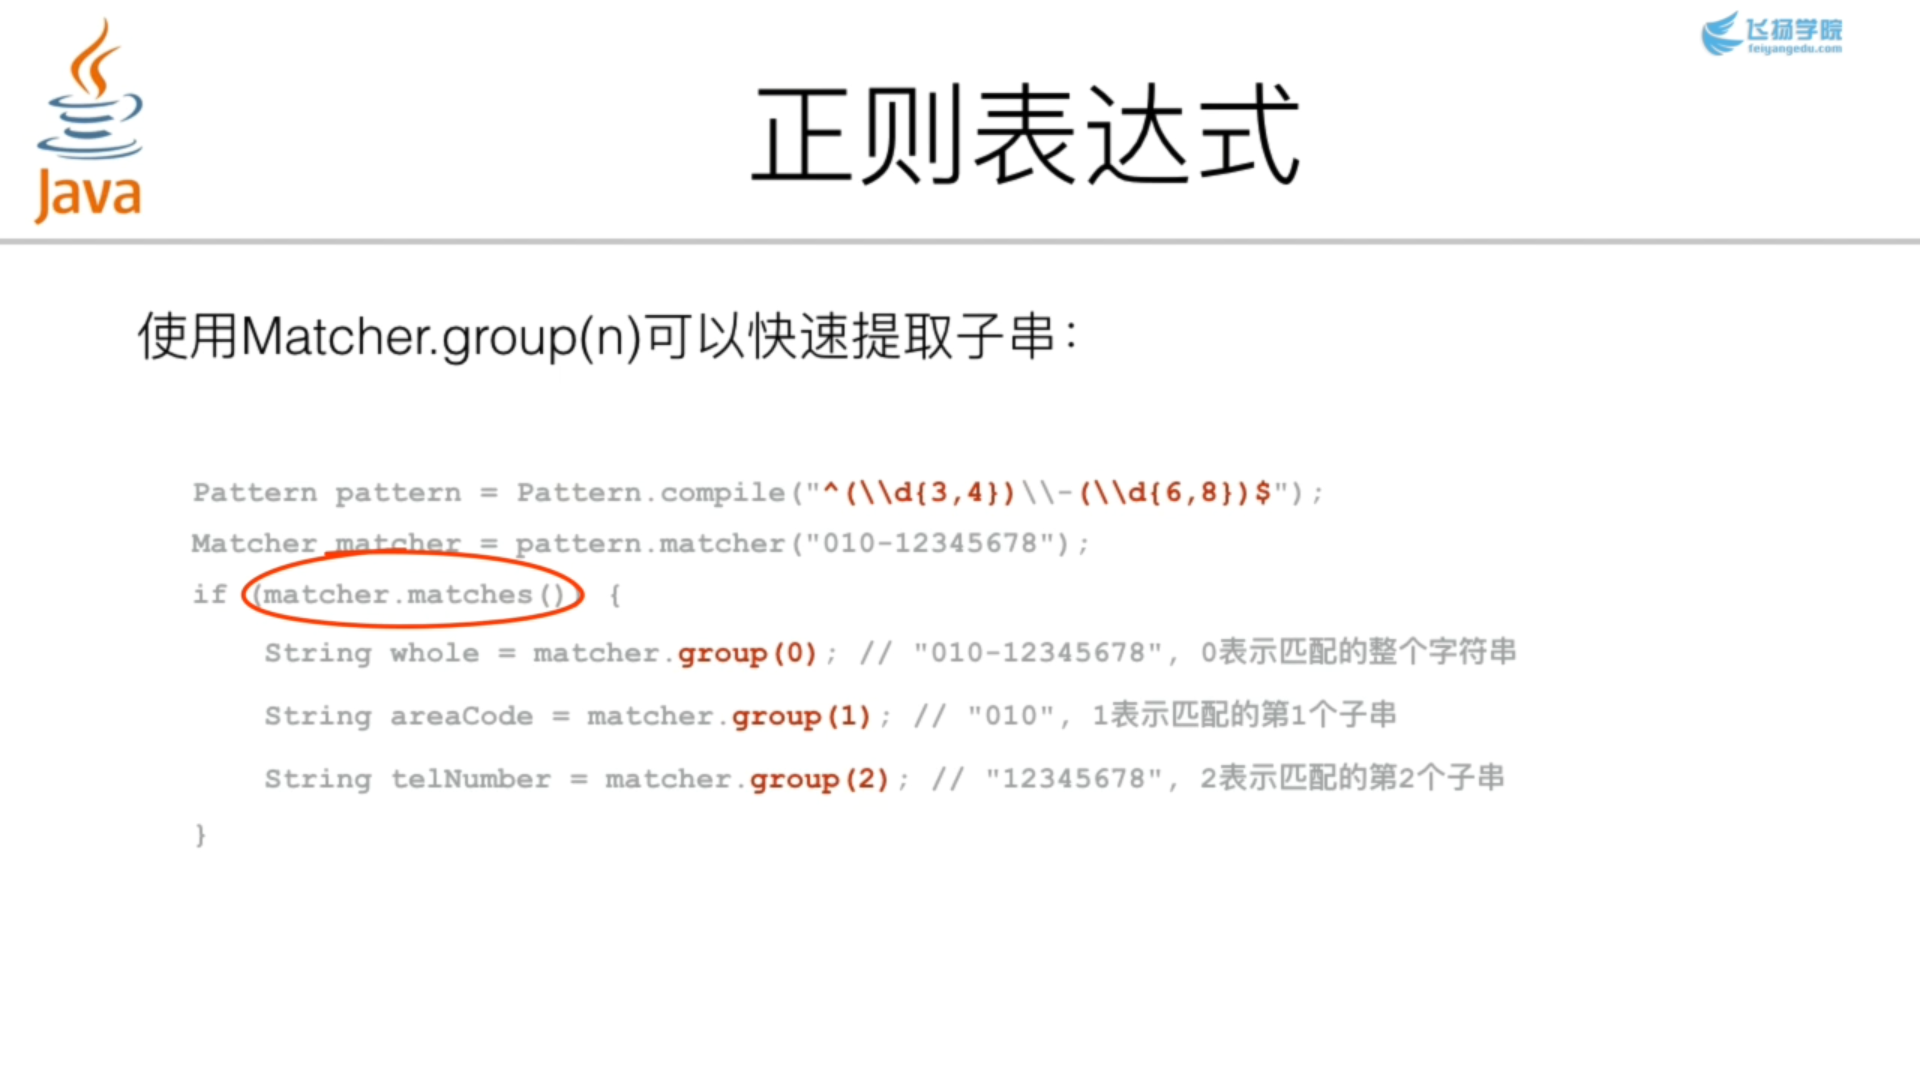 Java
飞扬学院
feiyangedu.com
正则表达式
使用Matcher.group(n)可以快速提取子串：
Pattern pattern = Pattern.compile("^(\\d{3,4})\\-(\\d{6,8})$");
Matcher matcher = pattern.matcher("010-12345678");
if (matcher.matches()) {
    String whole = matcher.group(0); // "010-12345678", 0表示匹配的整个字符串
    String areaCode = matcher.group(1); // "010", 1表示匹配的第1个子串
    String telNumber = matcher.group(2); // "12345678", 2表示匹配的第2个子串
}